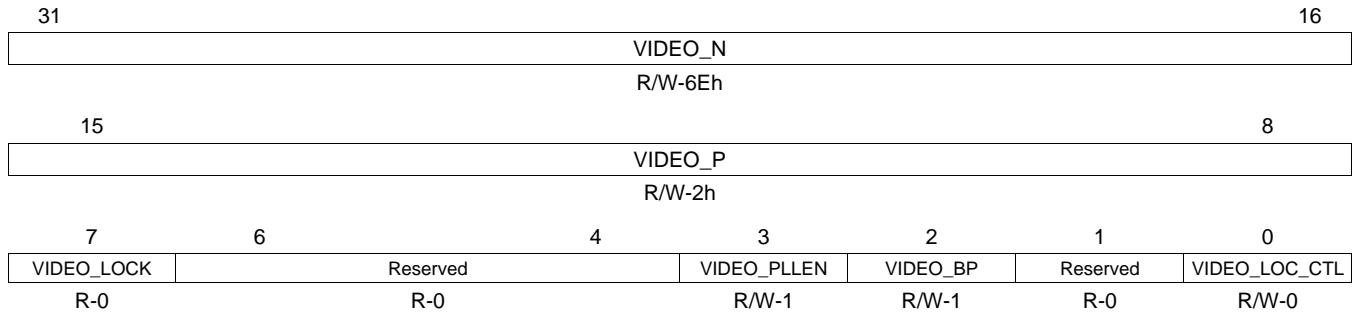 31 16
VIDEO_N
R/W-6Eh
15 8
VIDEO_P
R/W-2h
7 6 4 3 2 1 0
VIDEO_LOCK Reserved VIDEO_PLLEN VIDEO_BP Reserved VIDEO_LOC_CTL
R-0 R-0 R/W-1 R/W-1 R-0 R/W-0